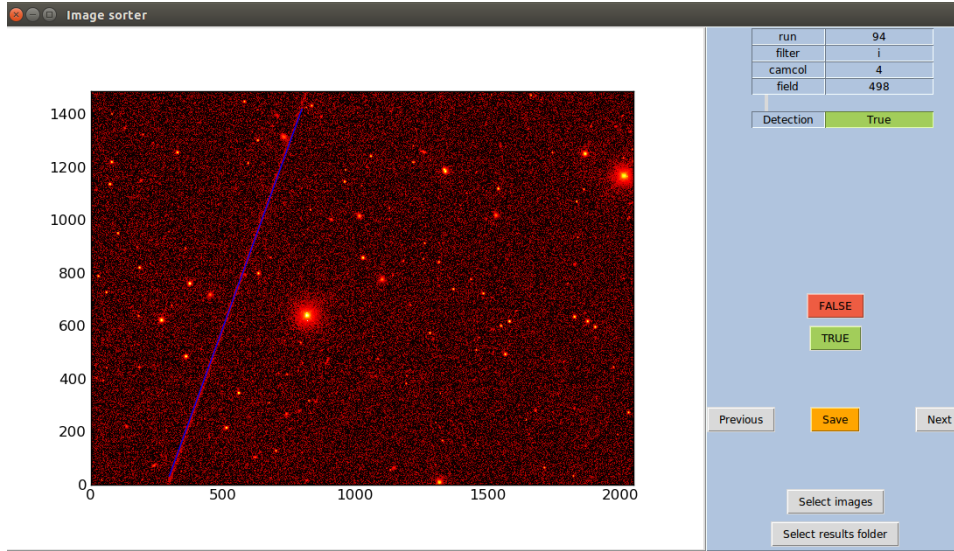 Image sorter
run 94
filter i
camcol 4
field 498
Detection True
1400
1200
1000
800
600
400
200
0
0 500 1000 1500 2000
FALSE
TRUE
Previous Save Next
Select images
Select results folder